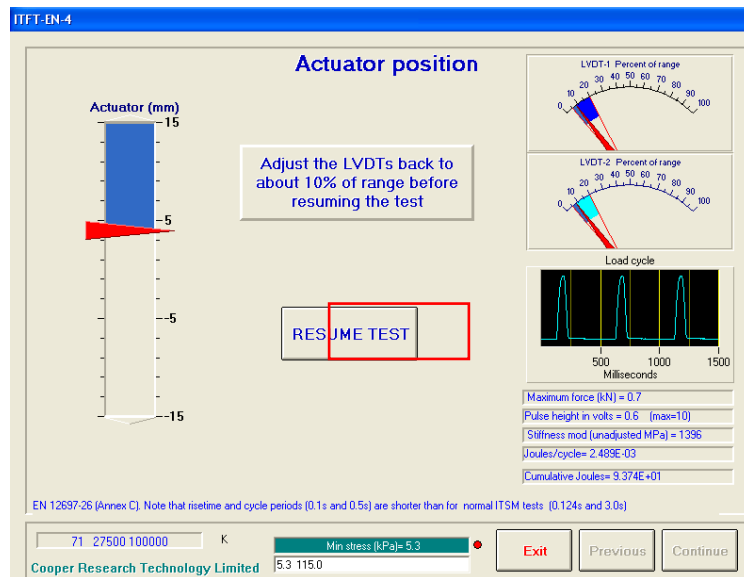 ITFT-EN-4
Actuator position
Actuator (mm)
15
5
-5
-15
Adjust the LVDTs back to
about 10% of range before
resuming the test
RESUME TEST
LVDT-1 Percent of range
0 10 20 30 40 50 60 70 80 90 100
LVDT-2 Percent of range
0 10 20 30 40 50 60 70 80 90 100
Load cycle
500 1000 1500
Milliseconds
Maximum force (kN) = 0.7
Pulse height in volts = 0.6 (max=10)
Stiffness mod (unadjusted MPa) = 1396
Joules/cycle= 2.489E-03
Cumulative Joules= 9.374E+01
EN 12697-26 (Annex C). Note that risetime and cycle periods (0.1s and 0.5s) are shorter than for normal ITSM tests (0.124s and 3.0s)
71 27500 100000 K
Min stress (kPa)= 5.3
5.3 115.0
Cooper Research Technology Limited
Exit
Previous
Continue